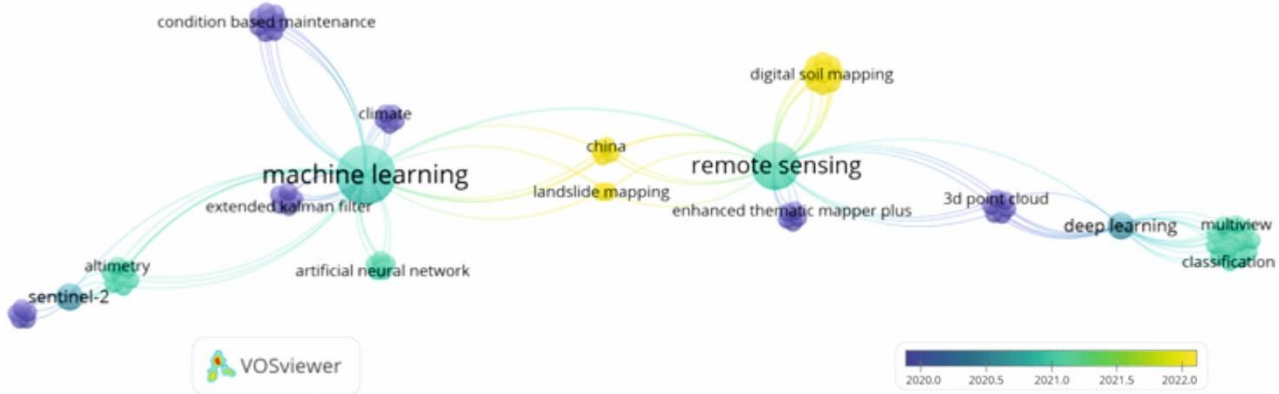 condition based maintenance
digital soil mapping
climate
china
machine learning
remote sensing
landslide mapping
extended kalman filter
enhanced thematic mapper plus
3d point cloud
deep learning
multiview
classification
altimetry
artificial neural network
sentinel-2
VOSviewer
2020.0 2020.5 2021.0 2021.5 2022.0